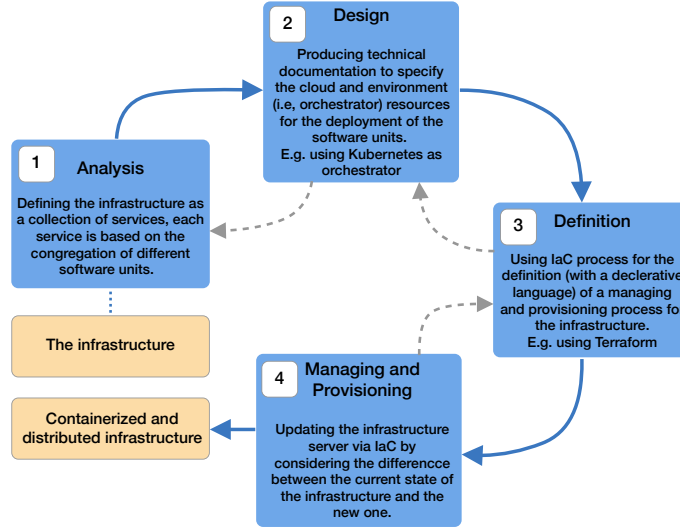 1
Analysis
Defining the infrastructure as
a collection of services, each
service is based on the
congregation of different
software units.
2
Design
Producing technical
documentation to specify
the cloud and environment
(i.e, orchestrator) resources
for the deployment of the
software units.
E.g. using Kubernetes as
orchestrator
3
Definition
Using IaC process for the
definition (with a declerative
language) of a managing
and provisioning process for
the infrastructure.
E.g. using Terraform
4
Managing and
Provisioning
Updating the infrastructure
server via IaC by
considering the differencce
between the current state of
the infrastructure and the
new one.
The infrastructure
Containerized and
distributed infrastructure